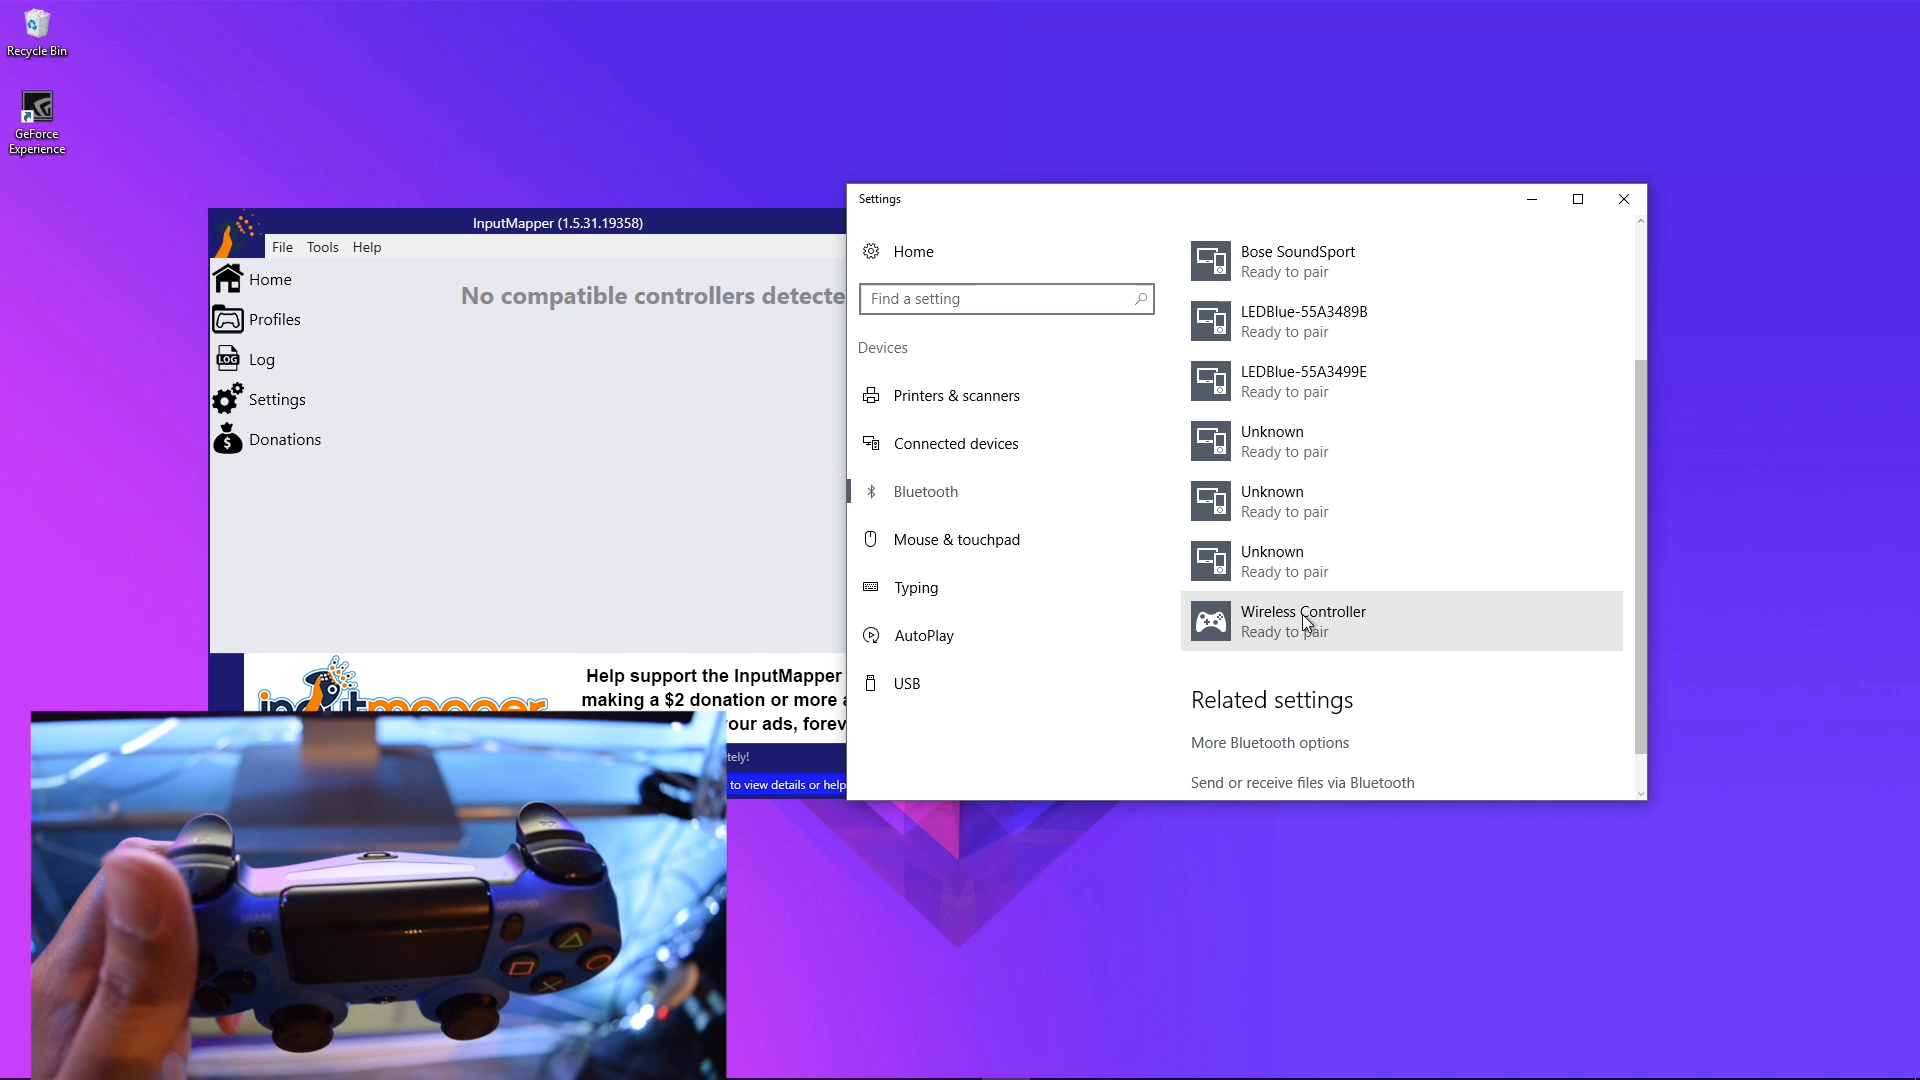 Recycle Bin
GeForce
Experience
InputMapper (1.5.31.19358)
File Tools Help
Home
Profiles
LOG
Log
Settings
Donations
No compatible controllers detecte
inputmapper
Help support the InputMapper
making a $2 donation or more
our ads, forev
tely!
to view details or help
Settings
Home
Find a setting
Devices
Printers & scanners
Connected devices
Bluetooth
Mouse & touchpad
Typing
AutoPlay
USB
Bose SoundSport
Ready to pair
LEDBlue-55A3489B
Ready to pair
LEDBlue-55A3499E
Ready to pair
Unknown
Ready to pair
Unknown
Ready to pair
Unknown
Ready to pair
Wireless Controller
Ready to pair
Related settings
More Bluetooth options
Send or receive files via Bluetooth
SHARE
OPTIONS